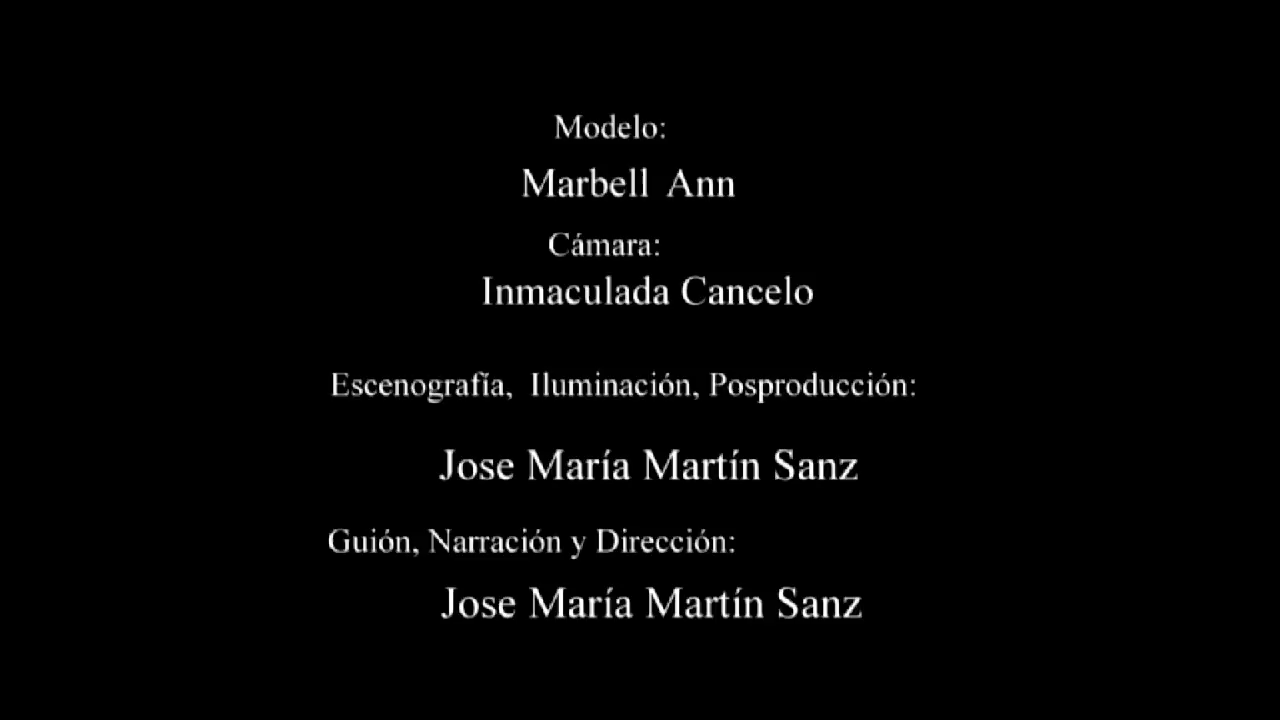 Modelo:
Marbell Ann
Cámara:
Inmaculada Cancelo
Escenografía, Iluminación, Posproducción:
Jose María Martín Sanz
Guión, Narración y Dirección:
Jose María Martín Sanz